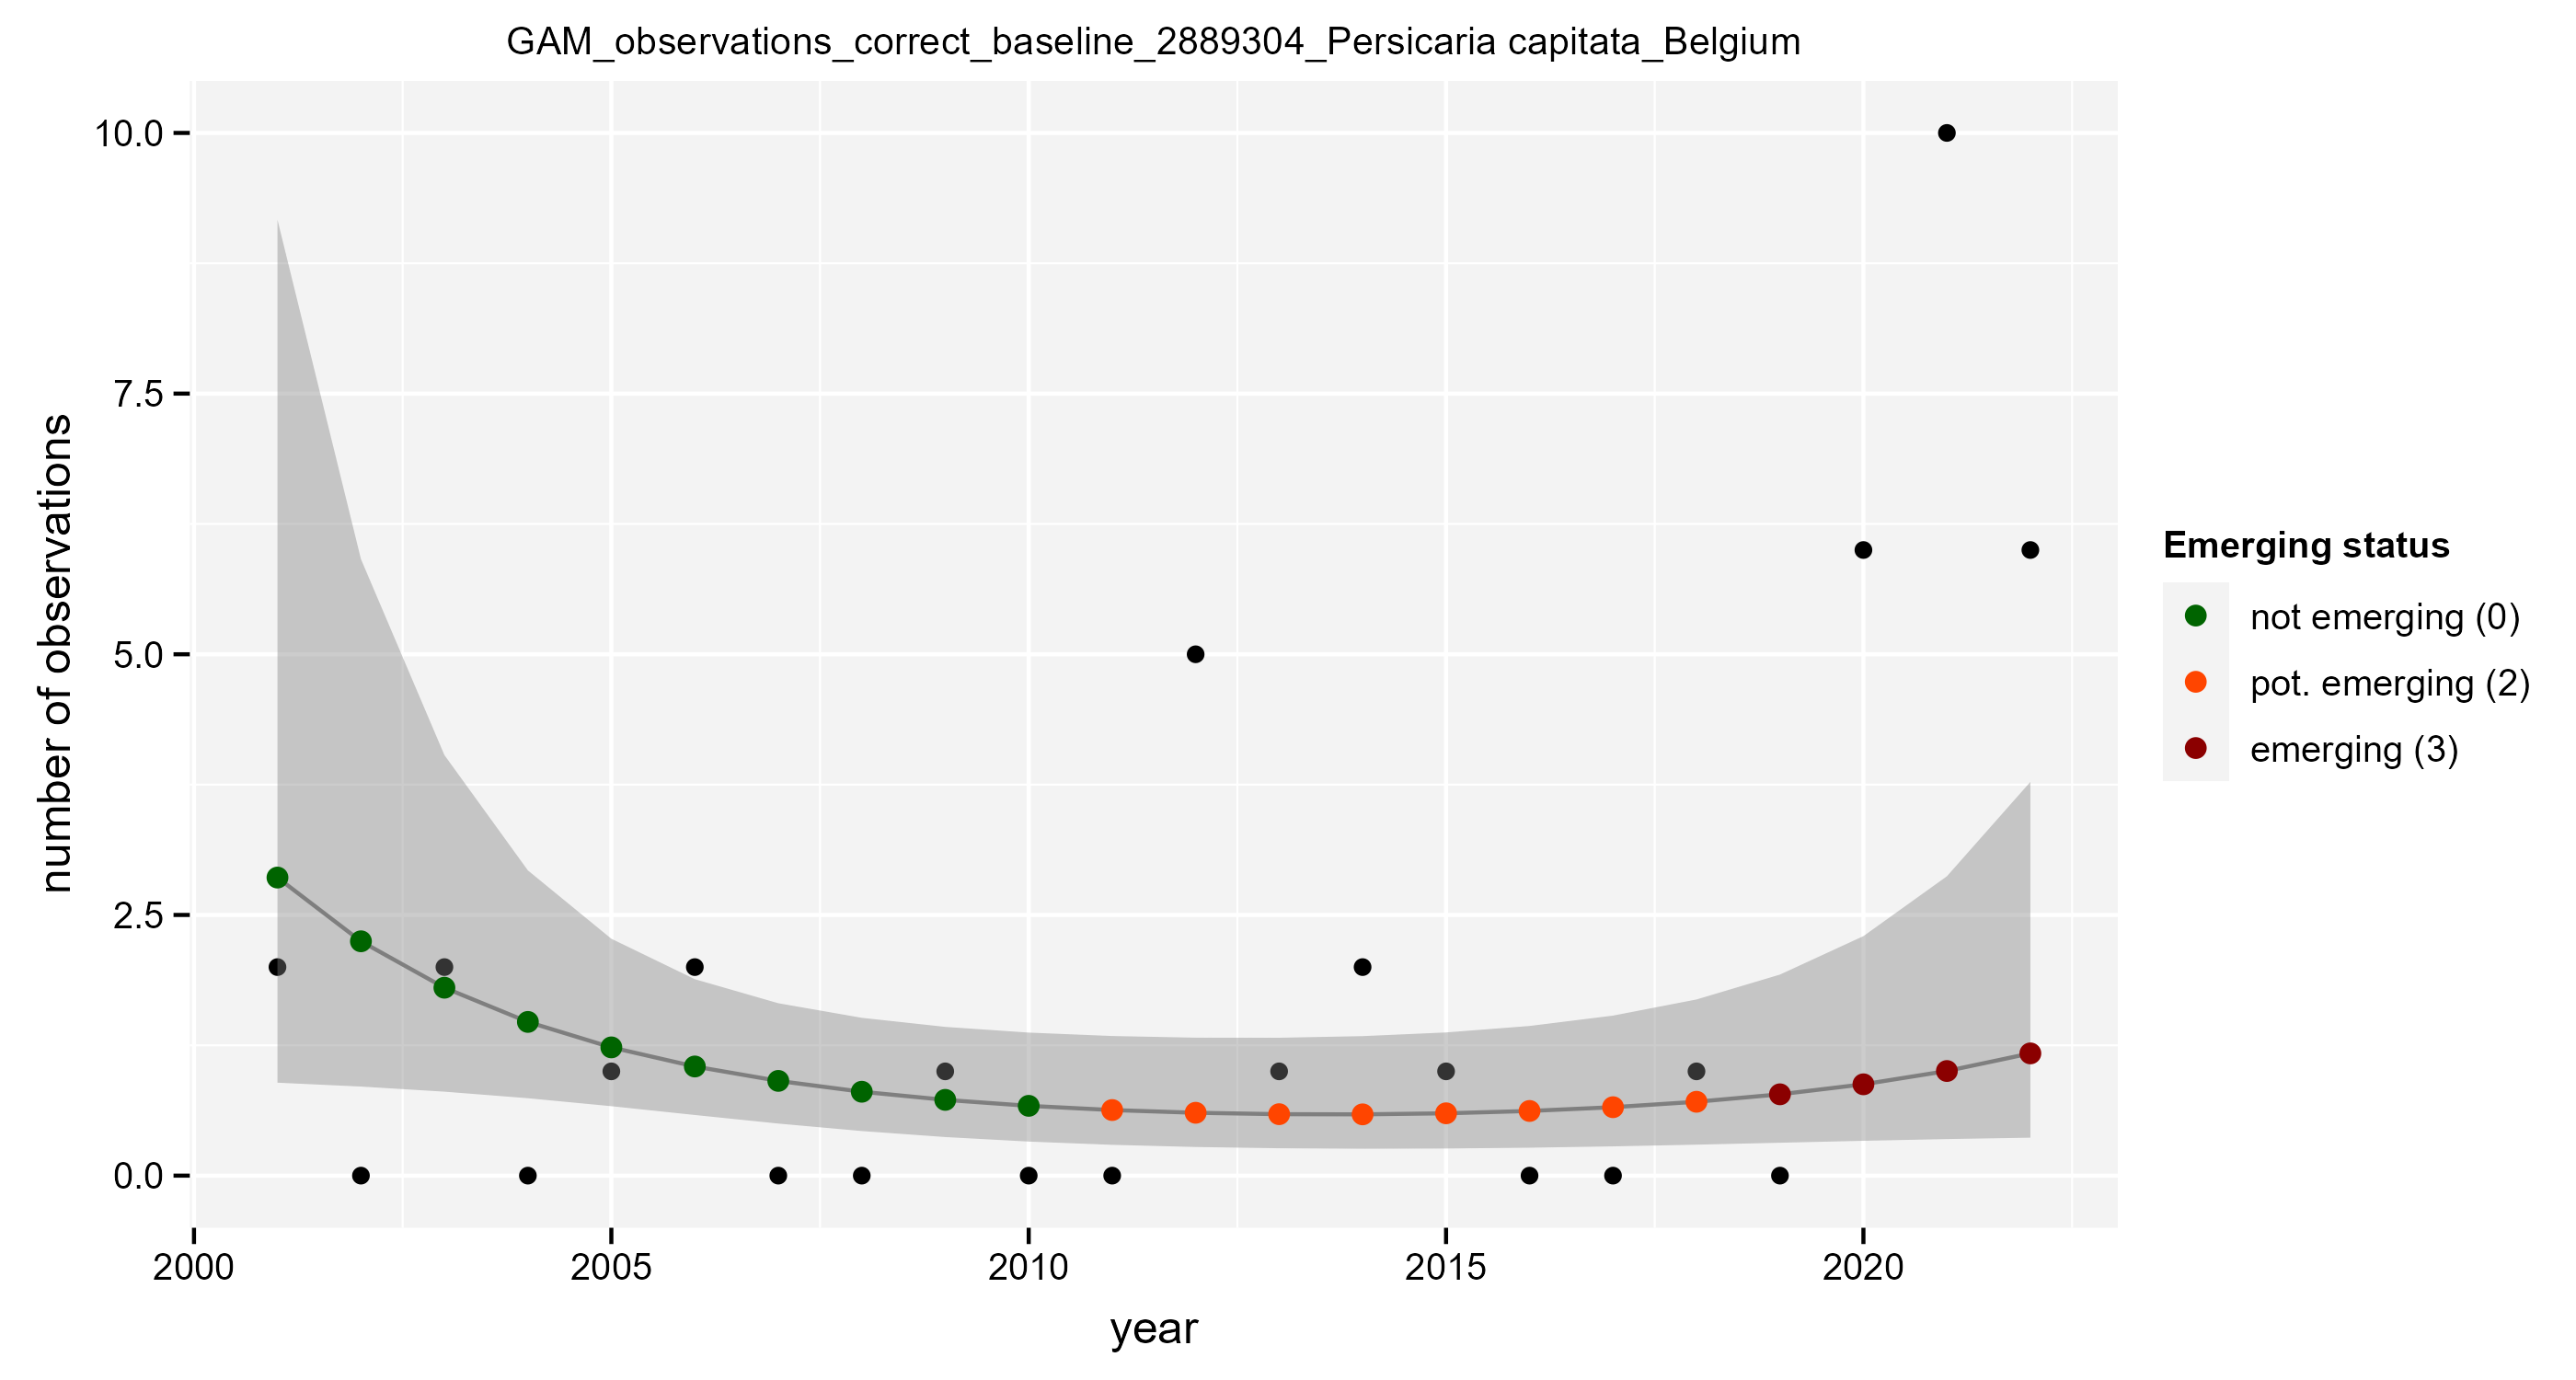 GAM_observations_correct_baseline_2889304_Persicaria capitata_Belgium
number of observations
10.0
7.5
5.0
2.5
0.0
2000 2005 2010 2015 2020
year
Emerging status
not emerging (0)
pot. emerging (2)
emerging (3)